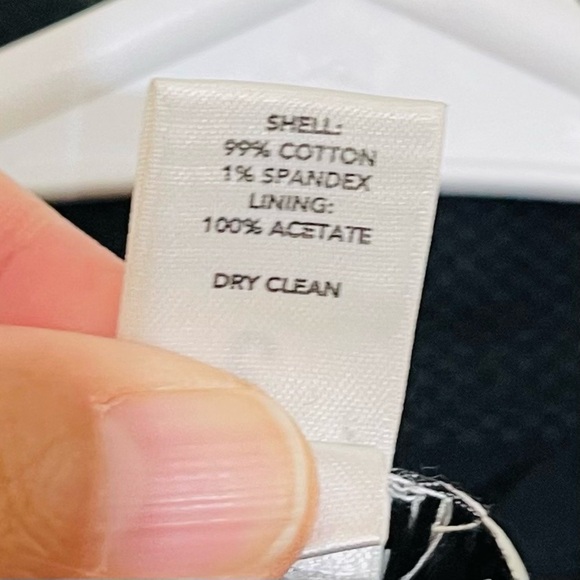 SHELL:
99% COTTON
1% SPANDEX
LINING:
100% ACETATE
DRY CLEAN